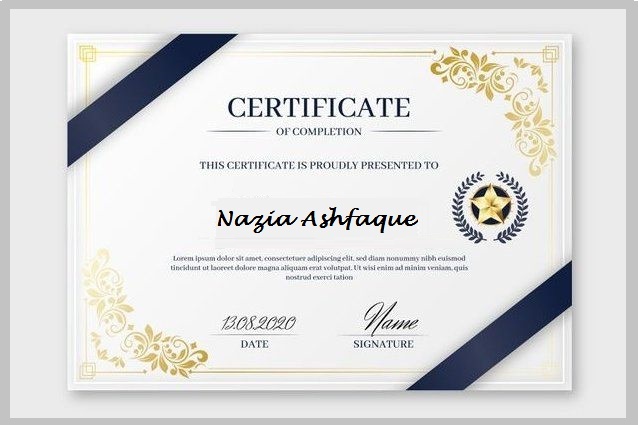 CERTIFICATE
OF COMPLETION
THIS CERTIFICATE IS PROUDLY PRESENTED TO
Nazia Ashfaque
Lorem ipsum dolor sit amet, consectetuer adipiscing elit, sed diam nonummy nibh euismod
tincidunt ut laoreet dolore magna aliquam erat volutpat. Ut wisi enim ad minim veniam, quis
nostrud exerci tation
13.08.2020 Name
DATE SIGNATURE